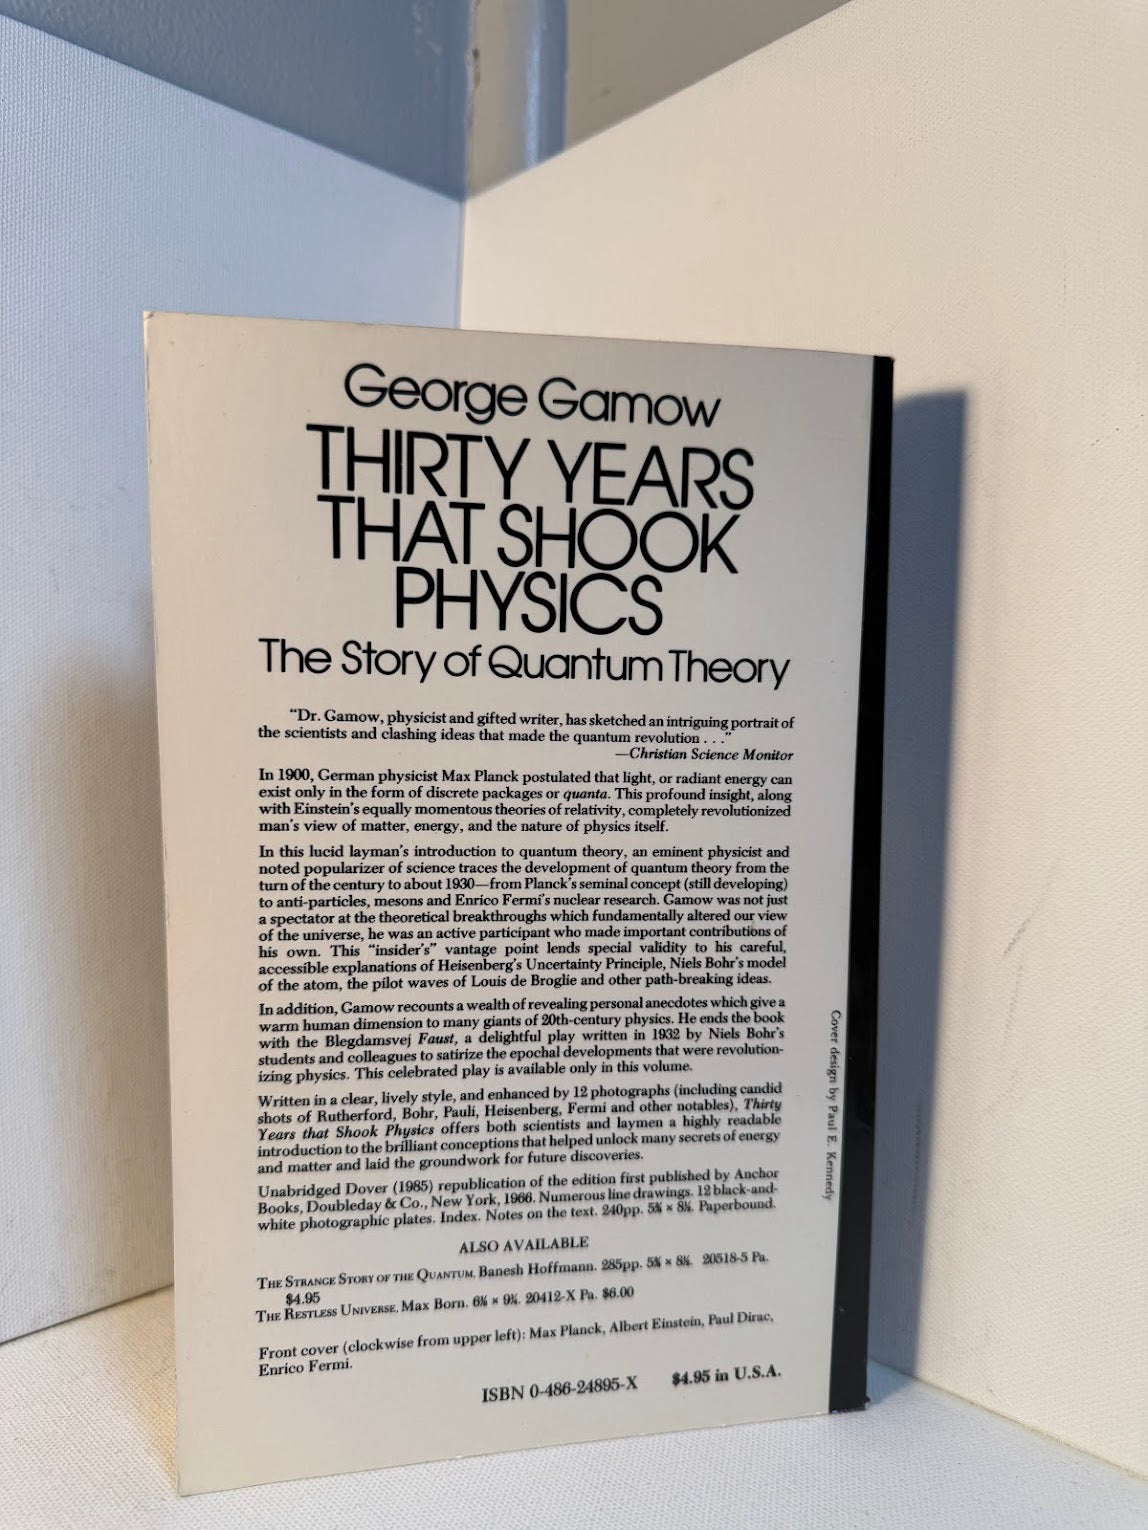 George Gamow
THIRTY YEARS
THAT SHOOK
PHYSICS
The Story of Quantum Theory
"Dr. Gamow, physicist and gifted writer, has sketched an intriguing portrait of
the scientists and clashing ideas that made the quantum revolution . . ."
—Christian Science Monitor
In 1900, German physicist Max Planck postulated that light, or radiant energy can
exist only in the form of discrete packages or quanta. This profound insight, along
with Einstein's equally momentous theories of relativity, completely revolutionized
man's view of matter, energy, and the nature of physics itself.
In this lucid layman's introduction to quantum theory, an eminent physicist and
noted popularizer of science traces the development of quantum theory from the
turn of the century to about 1930—from Planck's seminal concept (still developing)
to anti-particles, mesons and Enrico Fermi's nuclear research. Gamow was not just
a spectator at the theoretical breakthroughs which fundamentally altered our view
of the universe, he was an active participant who made important contributions of
his own. This "insider's" vantage point lends special validity to his careful,
accessible explanations of Heisenberg's Uncertainty Principle, Niels Bohr's model
of the atom, the pilot waves of Louis de Broglie and other path-breaking ideas.
In addition, Gamow recounts a wealth of revealing personal anecdotes which give a
warm human dimension to many giants of 20th-century physics. He ends the book
with the Blegdamsvej Faust, a delightful play written in 1932 by Niels Bohr's
students and colleagues to satirize the epochal developments that were revolution-
izing physics. This celebrated play is available only in this volume.
Written in a clear, lively style, and enhanced by 12 photographs (including candid
shots of Rutherford, Bohr, Pauli, Heisenberg, Fermi and other notables), Thirty
Years that Shook Physics offers both scientists and laymen a highly readable
introduction to the brilliant conceptions that helped unlock many secrets of energy
and matter and laid the groundwork for future discoveries.
Unabridged Dover (1985) republication of the edition first published by Anchor
Books, Doubleday & Co., New York, 1966. Numerous line drawings. 12 black-and-
white photographic plates. Index. Notes on the text. 240pp. 5⅜ × 8½. Paperbound.
ALSO AVAILABLE
THE STRANGE STORY OF THE QUANTUM, Banesh Hoffmann. 285pp. 5⅜ × 8½. 20518-5 Pa.
$4.95
THE RESTLESS UNIVERSE, Max Born. 6⅛ × 9¼. 20412-X Pa. $6.00
Front cover (clockwise from upper left): Max Planck, Albert Einstein, Paul Dirac,
Enrico Fermi.
ISBN 0-486-24895-X $4.95 in U.S.A.
Cover design by Paul E. Kennedy